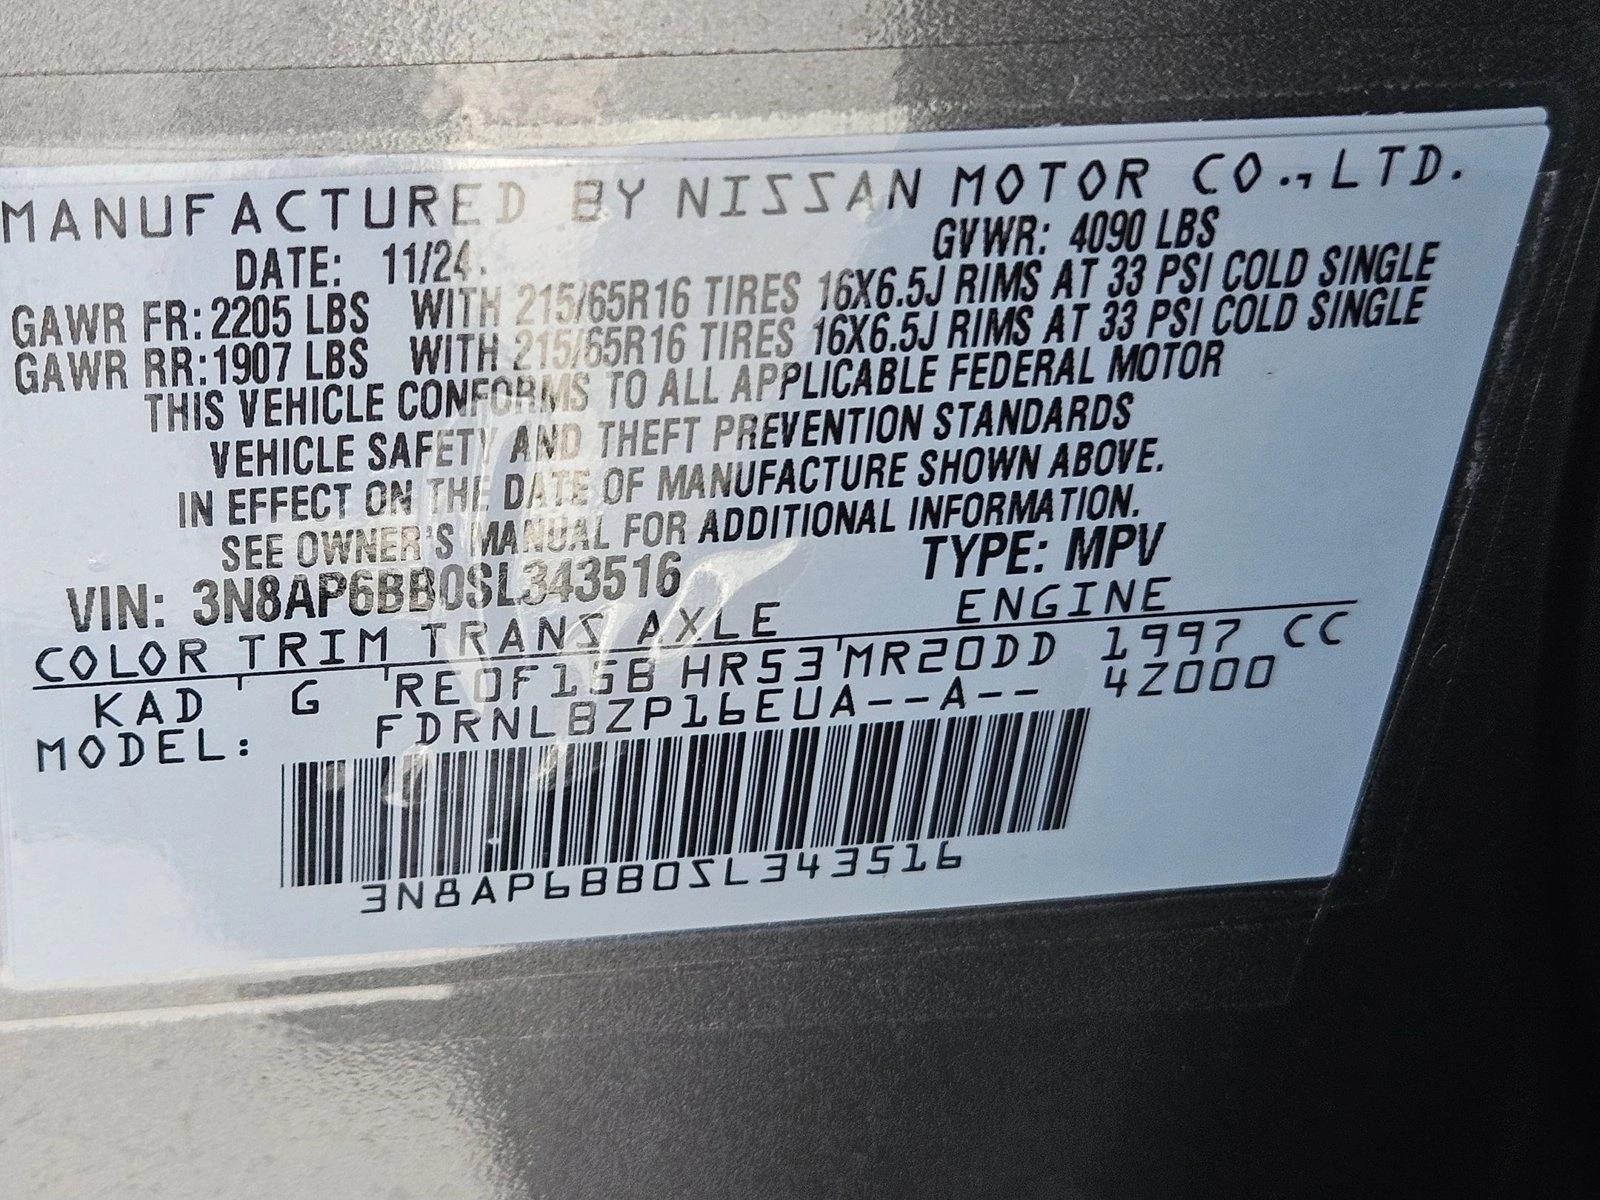 MANUFACTURED BY NISSAN MOTOR CO.,LTD.
DATE: 11/24. GVWR: 4090 LBS
GAWR FR: 2205 LBS WITH 215/65R16 TIRES 16X6.5J RIMS AT 33 PSI COLD SINGLE
GAWR RR: 1907 LBS WITH 215/65R16 TIRES 16X6.5J RIMS AT 33 PSI COLD SINGLE
THIS VEHICLE CONFORMS TO ALL APPLICABLE FEDERAL MOTOR
VEHICLE SAFETY AND THEFT PREVENTION STANDARDS
IN EFFECT ON THE DATE OF MANUFACTURE SHOWN ABOVE.
SEE OWNER'S MANUAL FOR ADDITIONAL INFORMATION.
VIN: 3N8AP6BB0SL343516 TYPE: MPV
COLOR TRIM TRANS AXLE ENGINE
KAD G RE0F15B HR53 MR20DD 1997 CC
MODEL: FDRNLBZP16EUA--A-- 4Z000
3N8AP6BB0SL343516